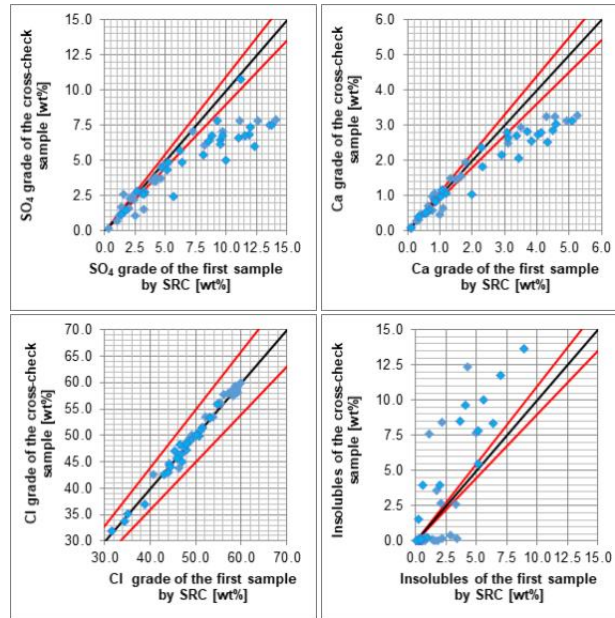 15.0
12.5
10.0
7.5
5.0
2.5
0.0
SO₄ grade of the cross-check
sample [wt%]
0.0 2.5 5.0 7.5 10.0 12.5 15.0
SO₄ grade of the first sample
by SRC [wt%]
6.0
5.0
4.0
3.0
2.0
1.0
0.0
Ca grade of the cross-check
sample [wt%]
0.0 1.0 2.0 3.0 4.0 5.0 6.0
Ca grade of the first sample
by SRC [wt%]
70.0
65.0
60.0
55.0
50.0
45.0
40.0
35.0
30.0
Cl grade of the cross-check
sample [wt%]
30.0 40.0 50.0 60.0 70.0
Cl grade of the first sample
by SRC [wt%]
15.0
12.5
10.0
7.5
5.0
2.5
0.0
Insolubles of the cross-check
sample [wt%]
0.0 2.5 5.0 7.5 10.0 12.5 15.0
Insolubles of the first sample
by SRC [wt%]